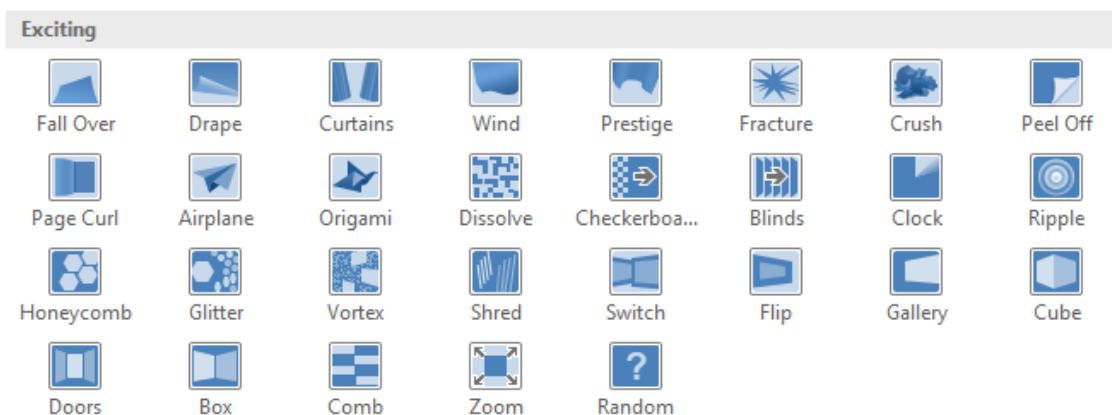 Exciting
Fall Over Drape Curtains Wind Prestige Fracture Crush Peel Off
Page Curl Airplane Origami Dissolve Checkerboa... Blinds Clock Ripple
Honeycomb Glitter Vortex Shred Switch Flip Gallery Cube
?
Doors Box Comb Zoom Random